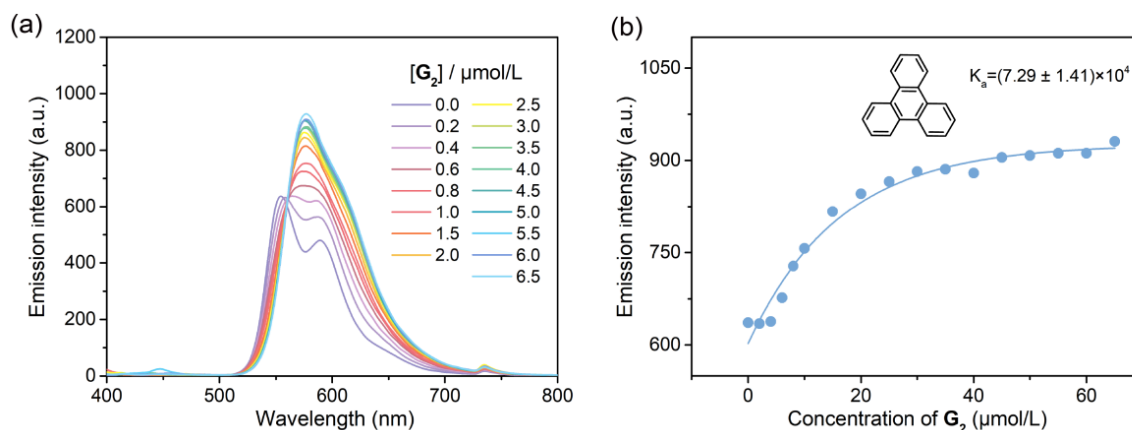 (a)
1200
1000
800
600
400
200
0
Emission intensity (a.u.)
400 500 600 700 800
Wavelength (nm)
[G₂] / μmol/L
0.0 2.5
0.2 3.0
0.4 3.5
0.6 4.0
0.8 4.5
1.0 5.0
1.5 5.5
2.0 6.0
6.5
(b)
1050
900
750
600
Emission intensity (a.u.)
Kₐ=(7.29 ± 1.41)×10⁴
0 20 40 60
Concentration of G₂ (μmol/L)